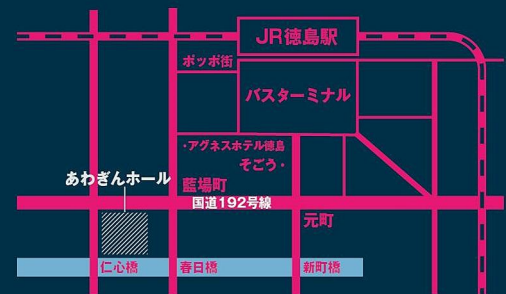 JR徳島駅
ポッポ街
バスターミナル
・アグネスホテル徳島
そごう・
あわぎんホール
藍場町
国道192号線
元町
仁心橋
春日橋
新町橋